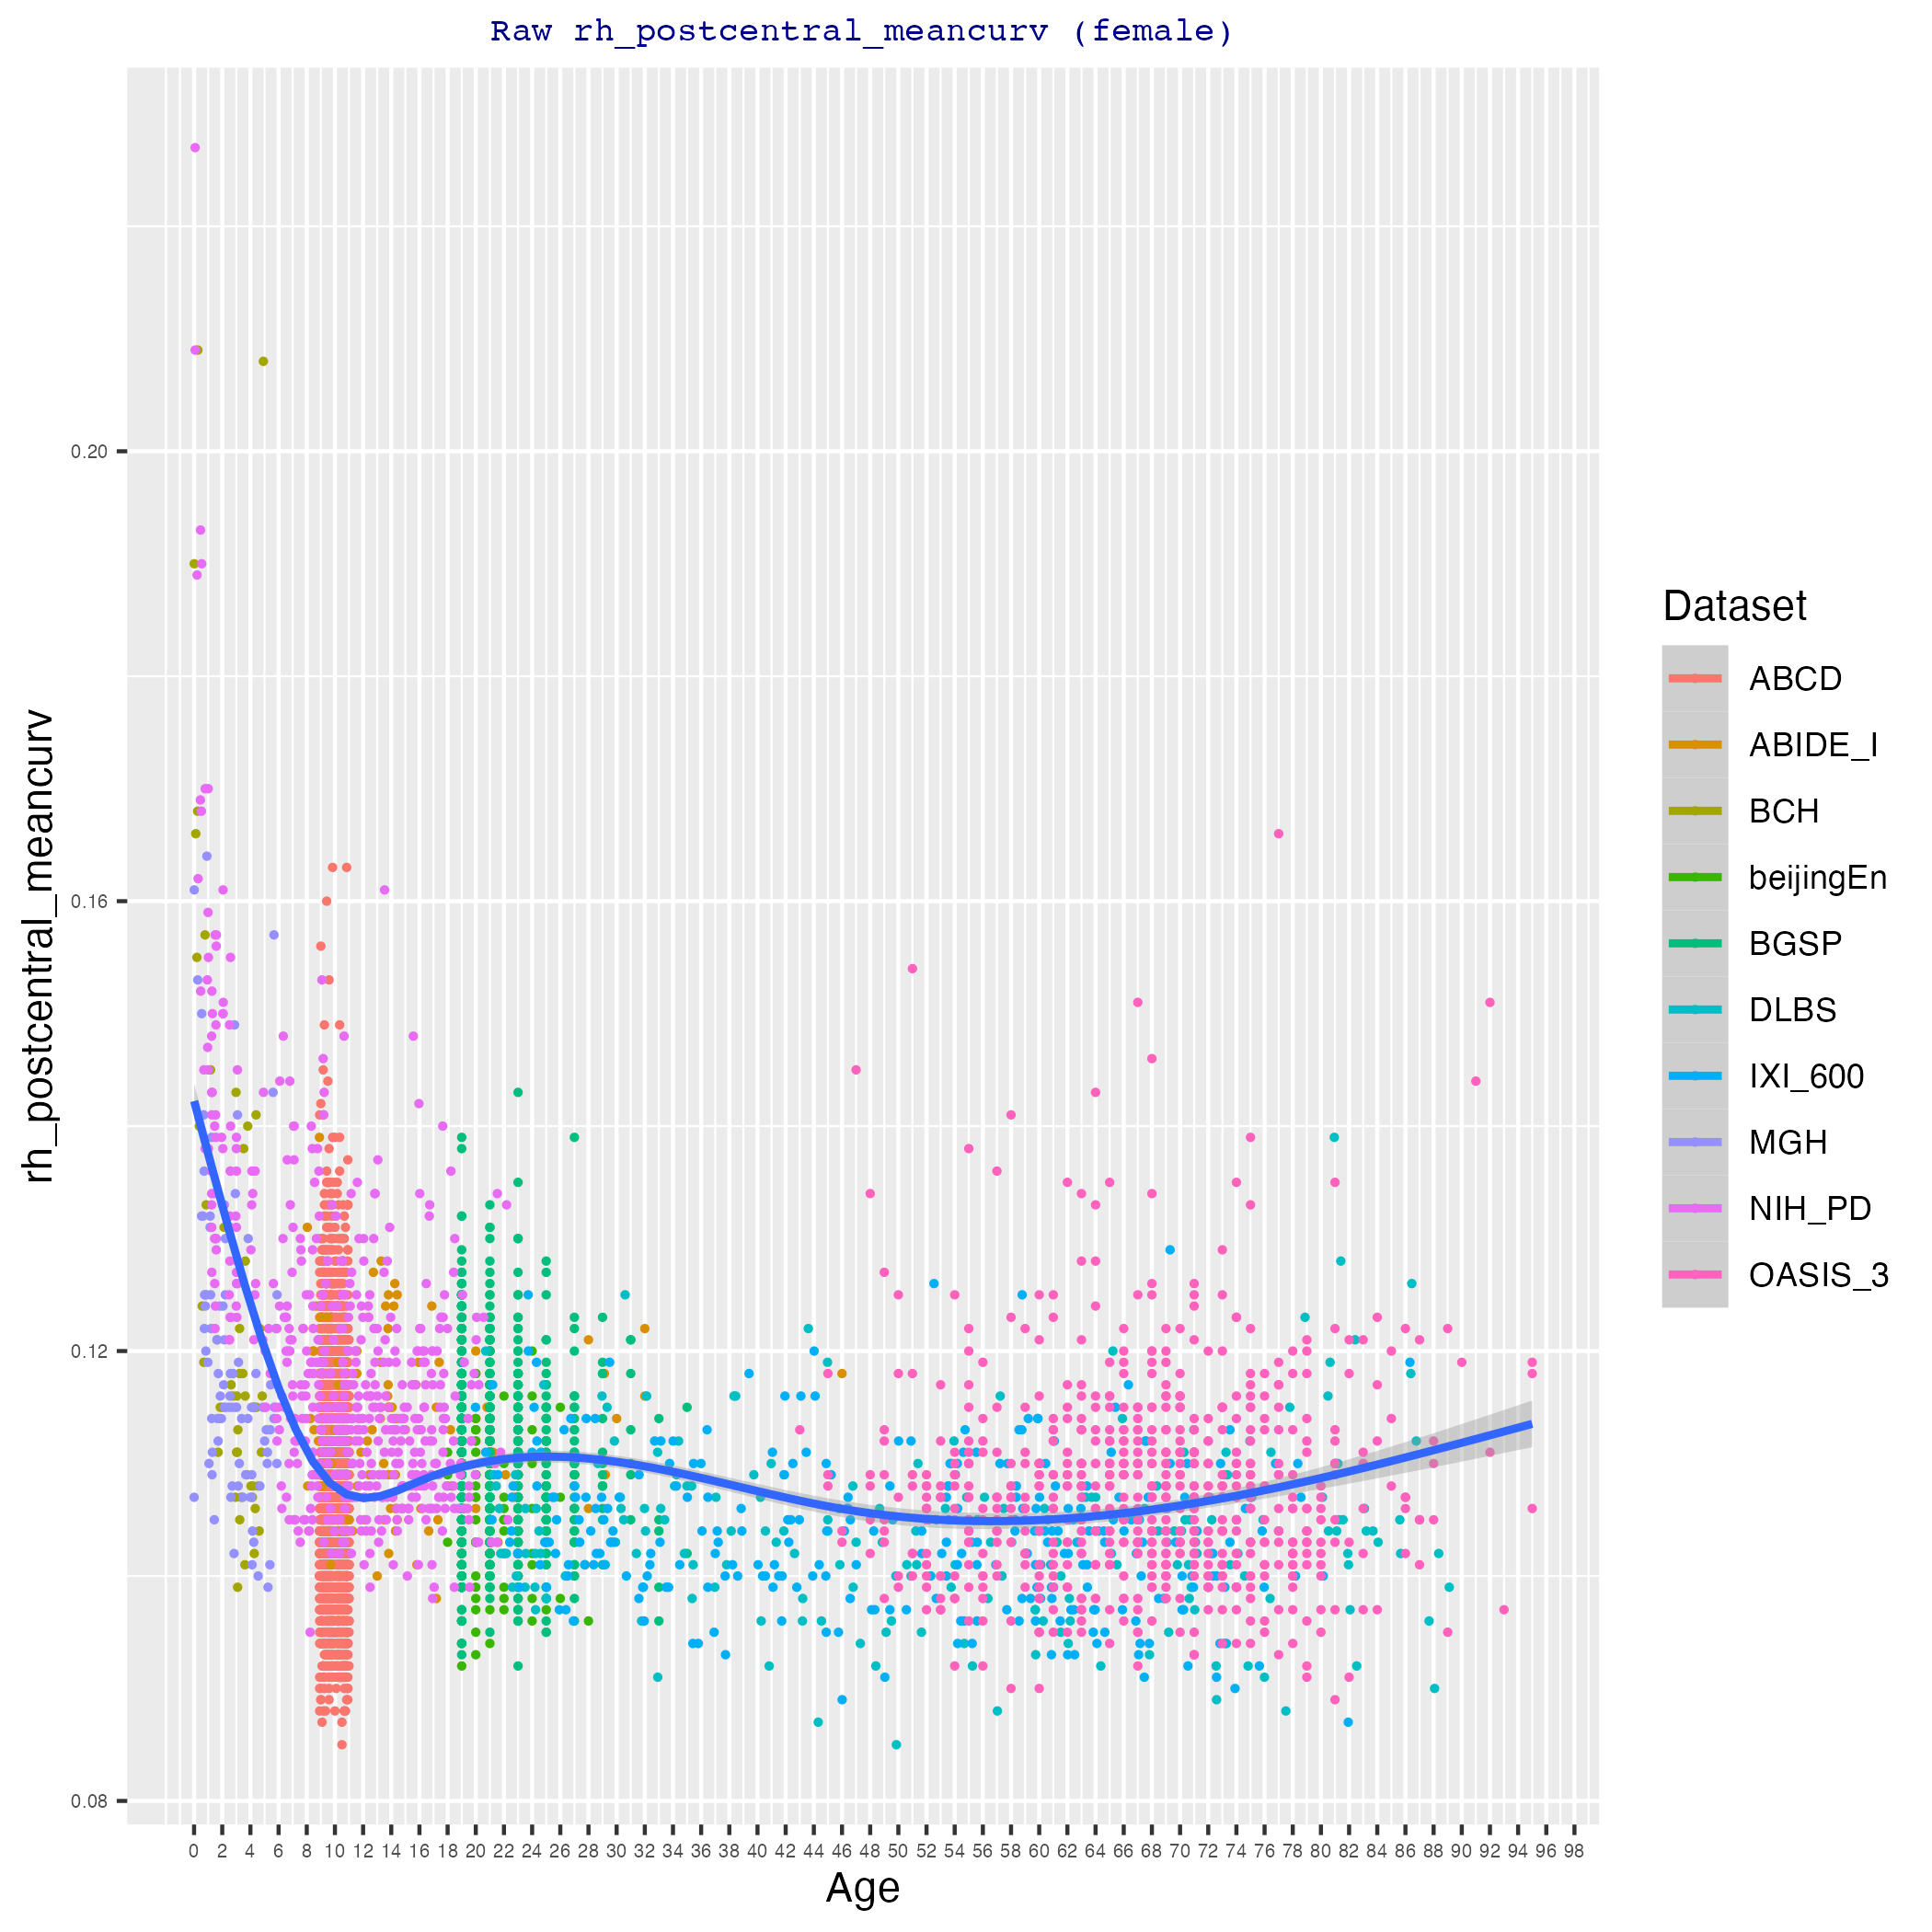 Raw rh_postcentral_meancurv (female)
rh_postcentral_meancurv
0.20
0.16
0.12
0.08
0 2 4 6 8 10 12 14 16 18 20 22 24 26 28 30 32 34 36 38 40 42 44 46 48 50 52 54 56 58 60 62 64 66 68 70 72 74 76 78 80 82 84 86 88 90 92 94 96 98
Age
Dataset
ABCD
ABIDE_I
BCH
beijingEn
BGSP
DLBS
IXI_600
MGH
NIH_PD
OASIS_3